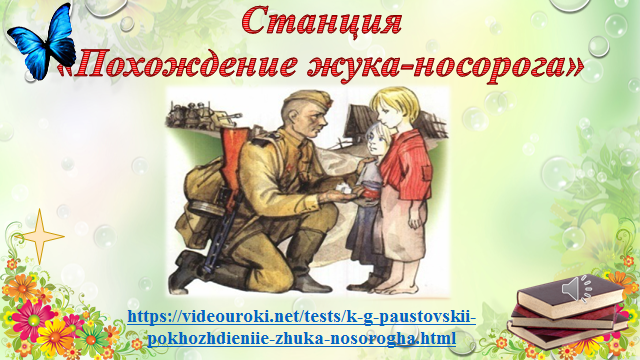 Станция
«Похождение жука-носорога»
https://videouroki.net/tests/k-g-paustovskii-
pokhozhdieniie-zhuka-nosorogha.html